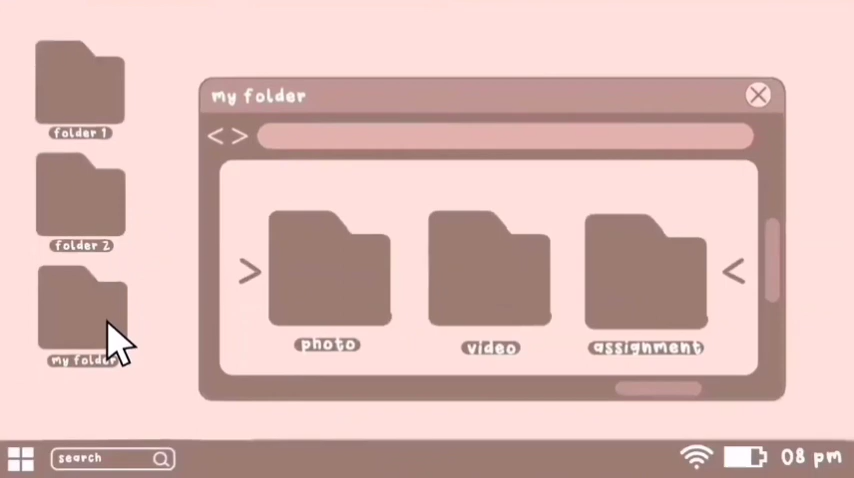 folder 1
folder 2
my folder
my folder
< >
> <
photo
video
assignment
search
08 pm